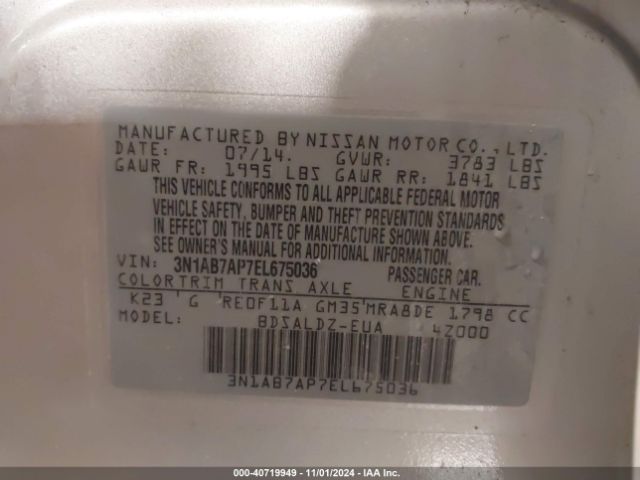 MANUFACTURED BY NISSAN MOTOR CO., LTD.
DATE: 07/14. GVWR: 3783 LBS
GAWR FR: 1995 LBS GAWR RR: 1841 LBS
THIS VEHICLE CONFORMS TO ALL APPLICABLE FEDERAL MOTOR
VEHICLE SAFETY, BUMPER AND THEFT PREVENTION STANDARDS
IN EFFECT ON THE DATE OF MANUFACTURE SHOWN ABOVE.
SEE OWNER'S MANUAL FOR ADDITIONAL INFORMATION.
VIN: 3N1AB7AP7EL675036 PASSENGER CAR.
COLOR TRIM TRANS AXLE ENGINE
K23 G RE0F11A GM35 MRA8DE 1798 CC
MODEL: BDSALDZ-EUA 4Z000
3N1AB7AP7EL675036
000-40719949 - 11/01/2024 - IAA Inc.